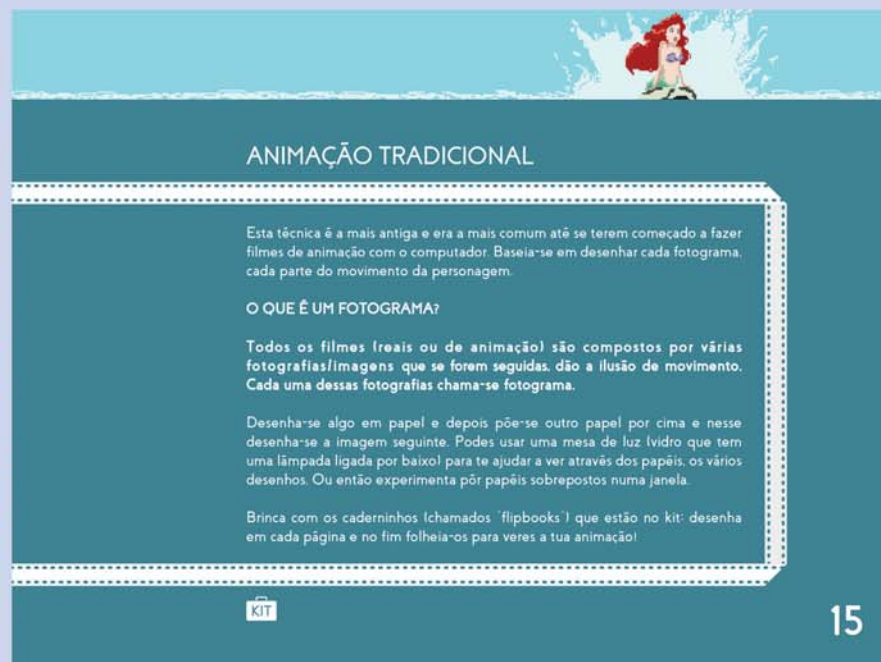 ANIMAÇÃO TRADICIONAL
Esta técnica é a mais antiga e era a mais comum até se terem começado a fazer
filmes de animação com o computador. Baseia-se em desenhar cada fotograma,
cada parte do movimento da personagem.
O QUE É UM FOTOGRAMA?
Todos os filmes (reais ou de animação) são compostos por várias
fotografias/imagens que se forem seguidas, dão a ilusão de movimento.
Cada uma dessas fotografias chama-se fotograma.
Desenha-se algo em papel e depois põe-se outro papel por cima e nesse
desenha-se a imagem seguinte. Podes usar uma mesa de luz (vidro que tem
uma lâmpada ligada por baixo) para te ajudar a ver através dos papéis, os vários
desenhos. Ou então experimenta pôr papéis sobrepostos numa janela.
Brinca com os caderninhos (chamados ´flipbooks´) que estão no kit: desenha
em cada página e no fim folheia-os para veres a tua animação!
KIT
15